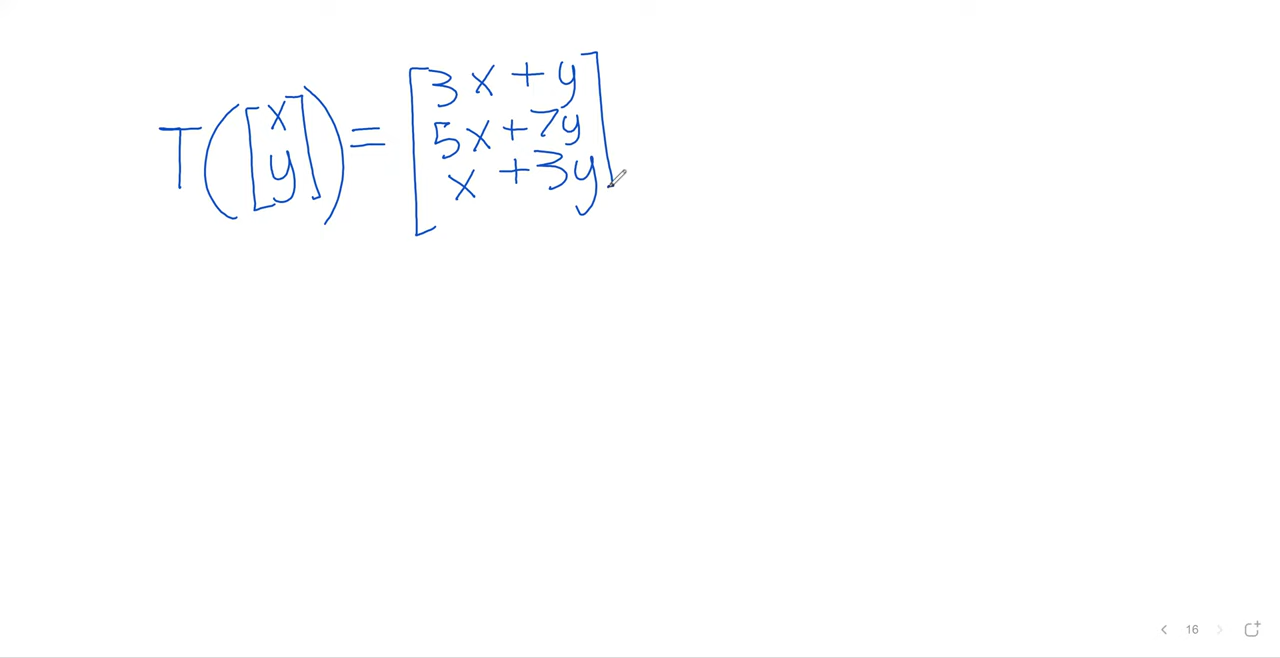 T([x y]) = [3x + y
5x + 7y
x + 3y]
16